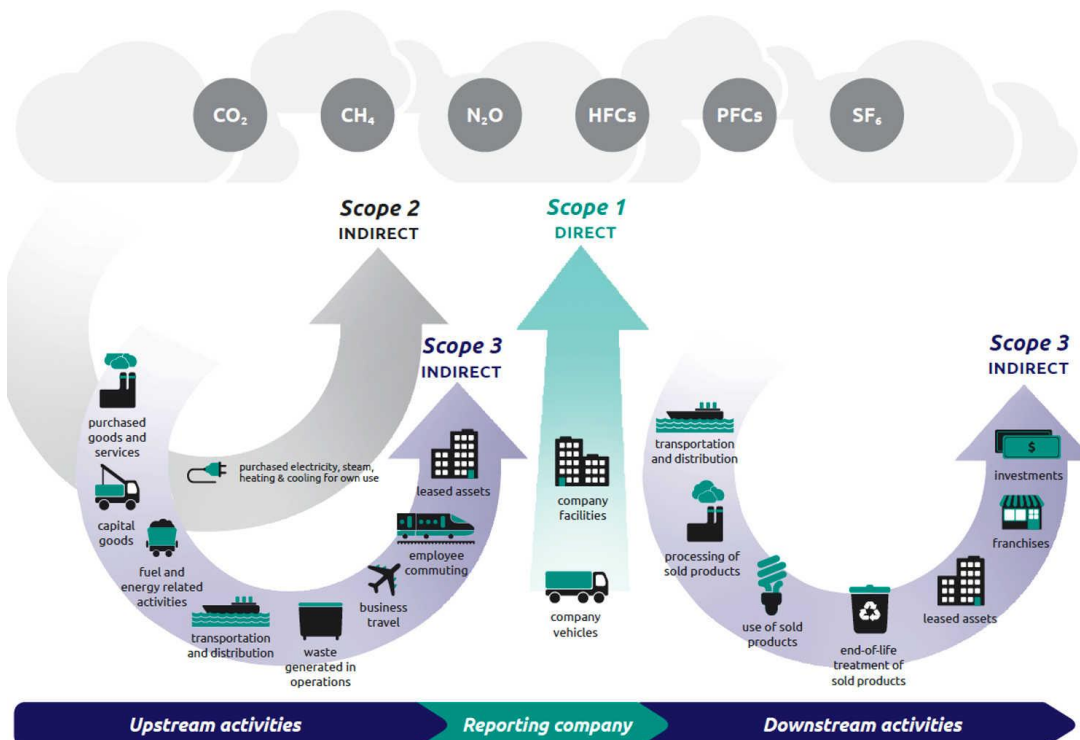 CO₂
CH₄
N₂O
HFCs
PFCs
SF₆
Scope 2
INDIRECT
Scope 1
DIRECT
Scope 3
INDIRECT
Scope 3
INDIRECT
purchased
goods and
services
capital
goods
fuel and
energy related
activities
transportation
and distribution
waste
generated in
operations
business
travel
employee
commuting
leased assets
purchased electricity, steam,
heating & cooling for own use
company
facilities
company
vehicles
transportation
and distribution
processing of
sold products
use of sold
products
end-of-life
treatment of
sold products
leased assets
franchises
$
investments
Upstream activities
Reporting company
Downstream activities